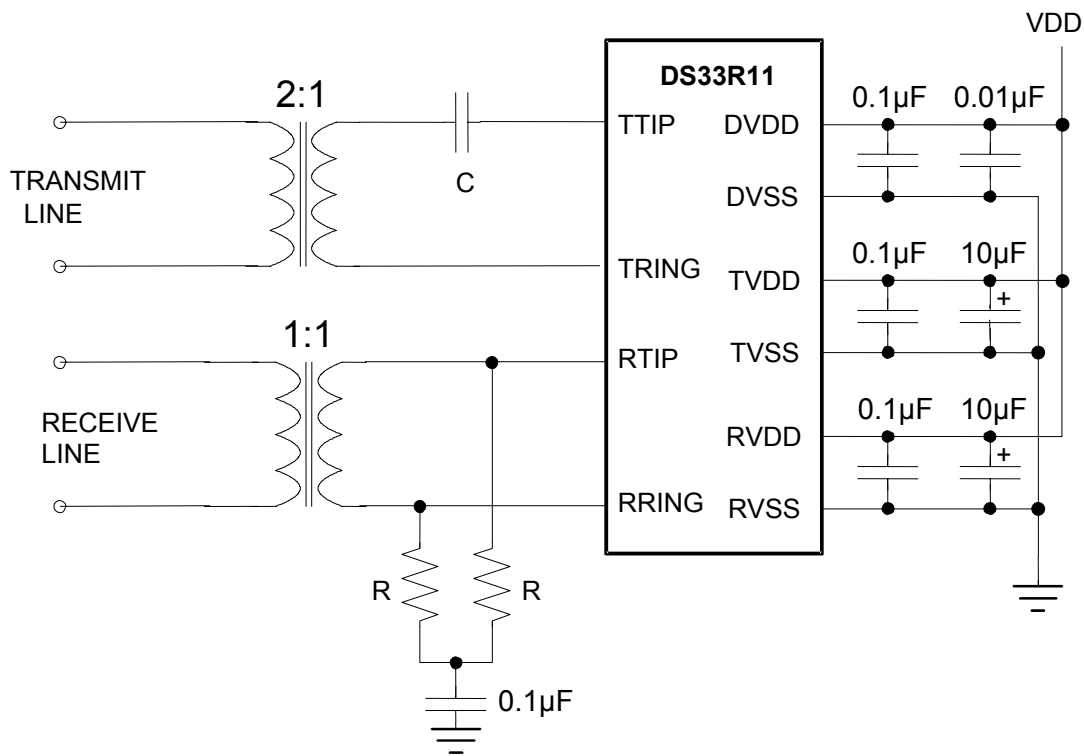 VDD
DS33R11
2:1
0.1µF
0.01µF
TTIP
DVDD
TRANSMIT
LINE
C
DVSS
0.1µF
10µF
TRING
TVDD
+
1:1
RTIP
TVSS
0.1µF
10µF
RECEIVE
LINE
RVDD
+
RRING
RVSS
R
R
0.1µF